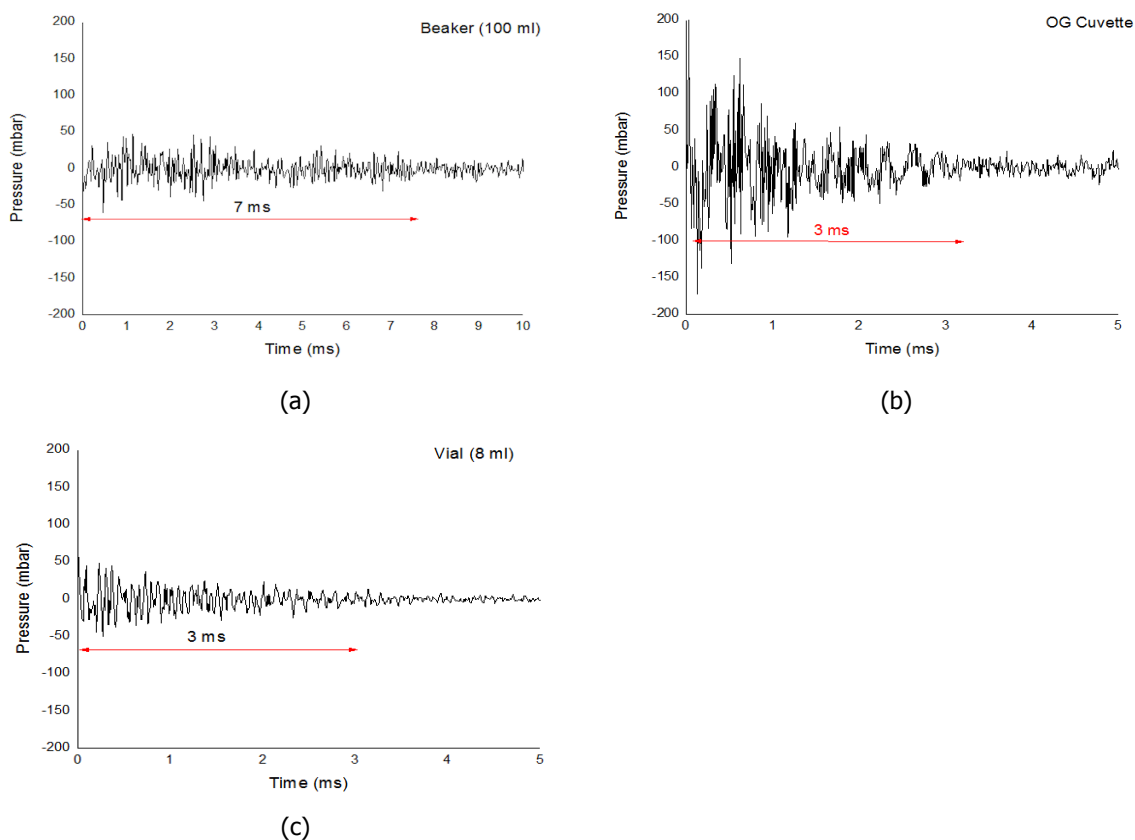 Beaker (100 ml)
200
150
100
50
0
-50
-100
-150
-200
Pressure (mbar)
7 ms
0 1 2 3 4 5 6 7 8 9 10
Time (ms)
(a)
OG Cuvette
200
150
100
50
0
-50
-100
-150
-200
Pressure (mbar)
3 ms
0 1 2 3 4 5
Time (ms)
(b)
Vial (8 ml)
200
150
100
50
0
-50
-100
-150
-200
Pressure (mbar)
3 ms
0 1 2 3 4 5
Time (ms)
(c)